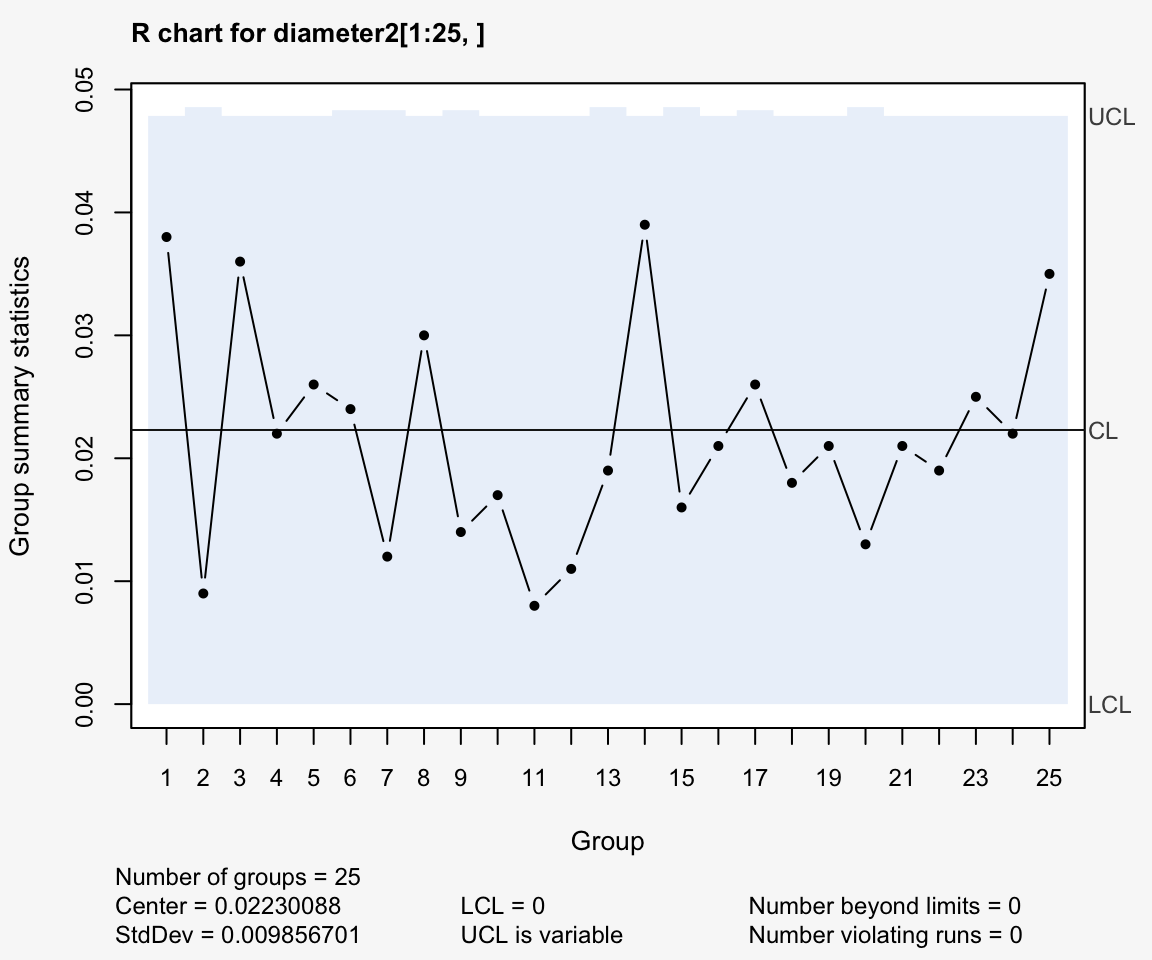 R chart for diameter2[1:25, ]
Group summary statistics
0.05
0.04
0.03
0.02
0.01
0.00
UCL
CL
LCL
1 2 3 4 5 6 7 8 9 11 13 15 17 19 21 23 25
Group
Number of groups = 25
Center = 0.02230088 LCL = 0 Number beyond limits = 0
StdDev = 0.009856701 UCL is variable Number violating runs = 0